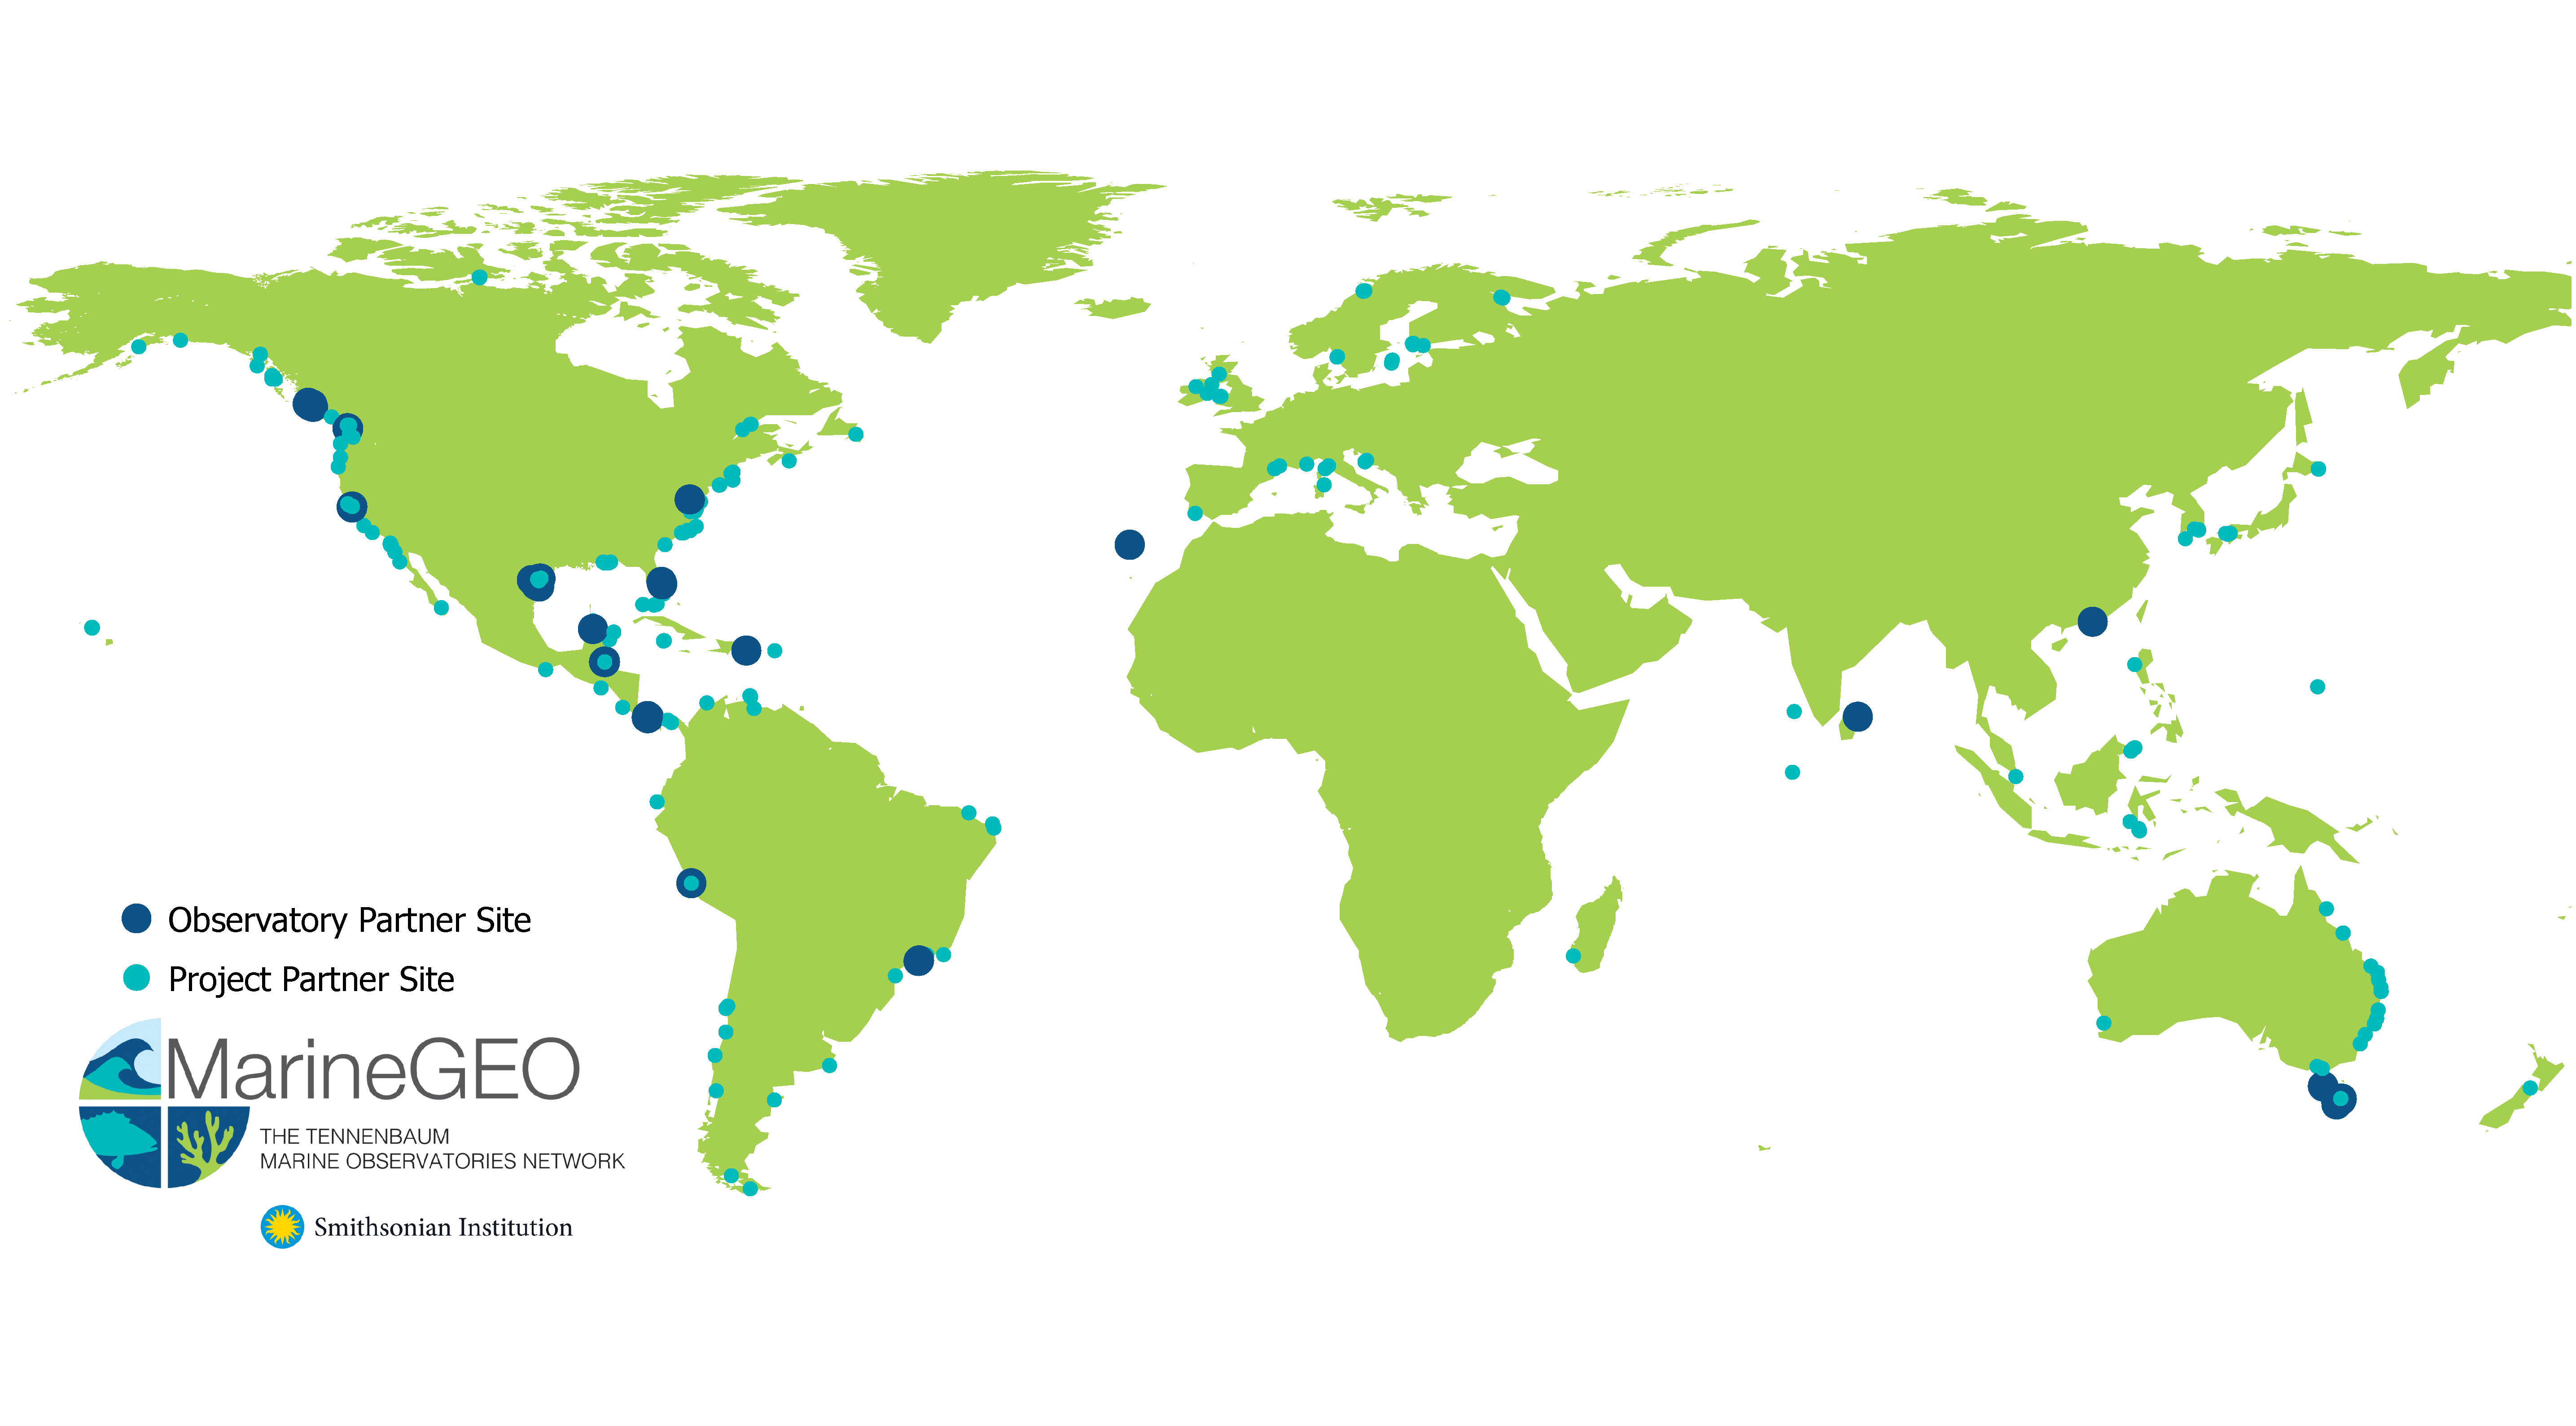 Observatory Partner Site
Project Partner Site
MarineGEO
THE TENNENBAUM
MARINE OBSERVATORIES NETWORK
Smithsonian Institution